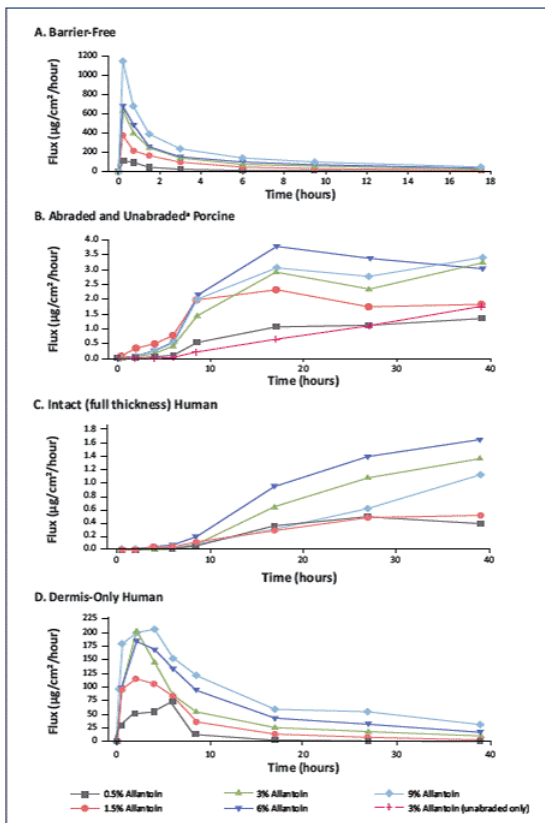 A. Barrier-Free
Flux (µg/cm²/hour)
1200
1000
800
600
400
200
0
0 2 4 6 8 10 12 14 16 18
Time (hours)
B. Abraded and Unabradedᵃ Porcine
Flux (µg/cm²/hour)
4.0
3.5
3.0
2.5
2.0
1.5
1.0
0.5
0.0
0 10 20 30 40
Time (hours)
C. Intact (full thickness) Human
Flux (µg/cm²/hour)
1.8
1.6
1.4
1.2
1.0
0.8
0.6
0.4
0.2
0.0
0 10 20 30 40
Time (hours)
D. Dermis-Only Human
Flux (µg/cm²/hour)
225
200
175
150
125
100
75
50
25
0
0 10 20 30 40
Time (hours)
0.5% Allantoin 3% Allantoin 9% Allantoin
1.5% Allantoin 6% Allantoin 3% Allantoin (unabraded only)